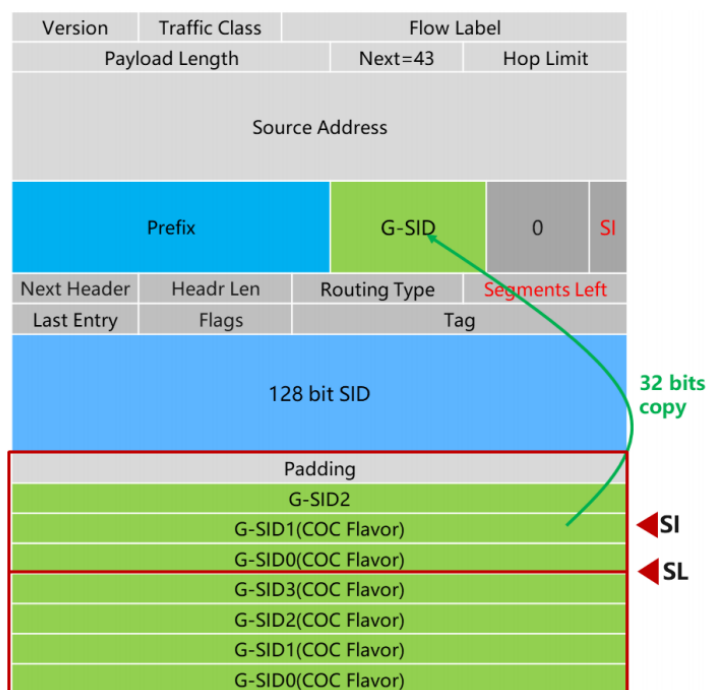 Version Traffic Class Flow Label
Payload Length Next=43 Hop Limit
Source Address
Prefix G-SID 0 SI
Next Header Headr Len Routing Type Segments Left
Last Entry Flags Tag
128 bit SID
32 bits
copy
Padding
G-SID2
G-SID1(COC Flavor) SI
G-SID0(COC Flavor)
SL
G-SID3(COC Flavor)
G-SID2(COC Flavor)
G-SID1(COC Flavor)
G-SID0(COC Flavor)